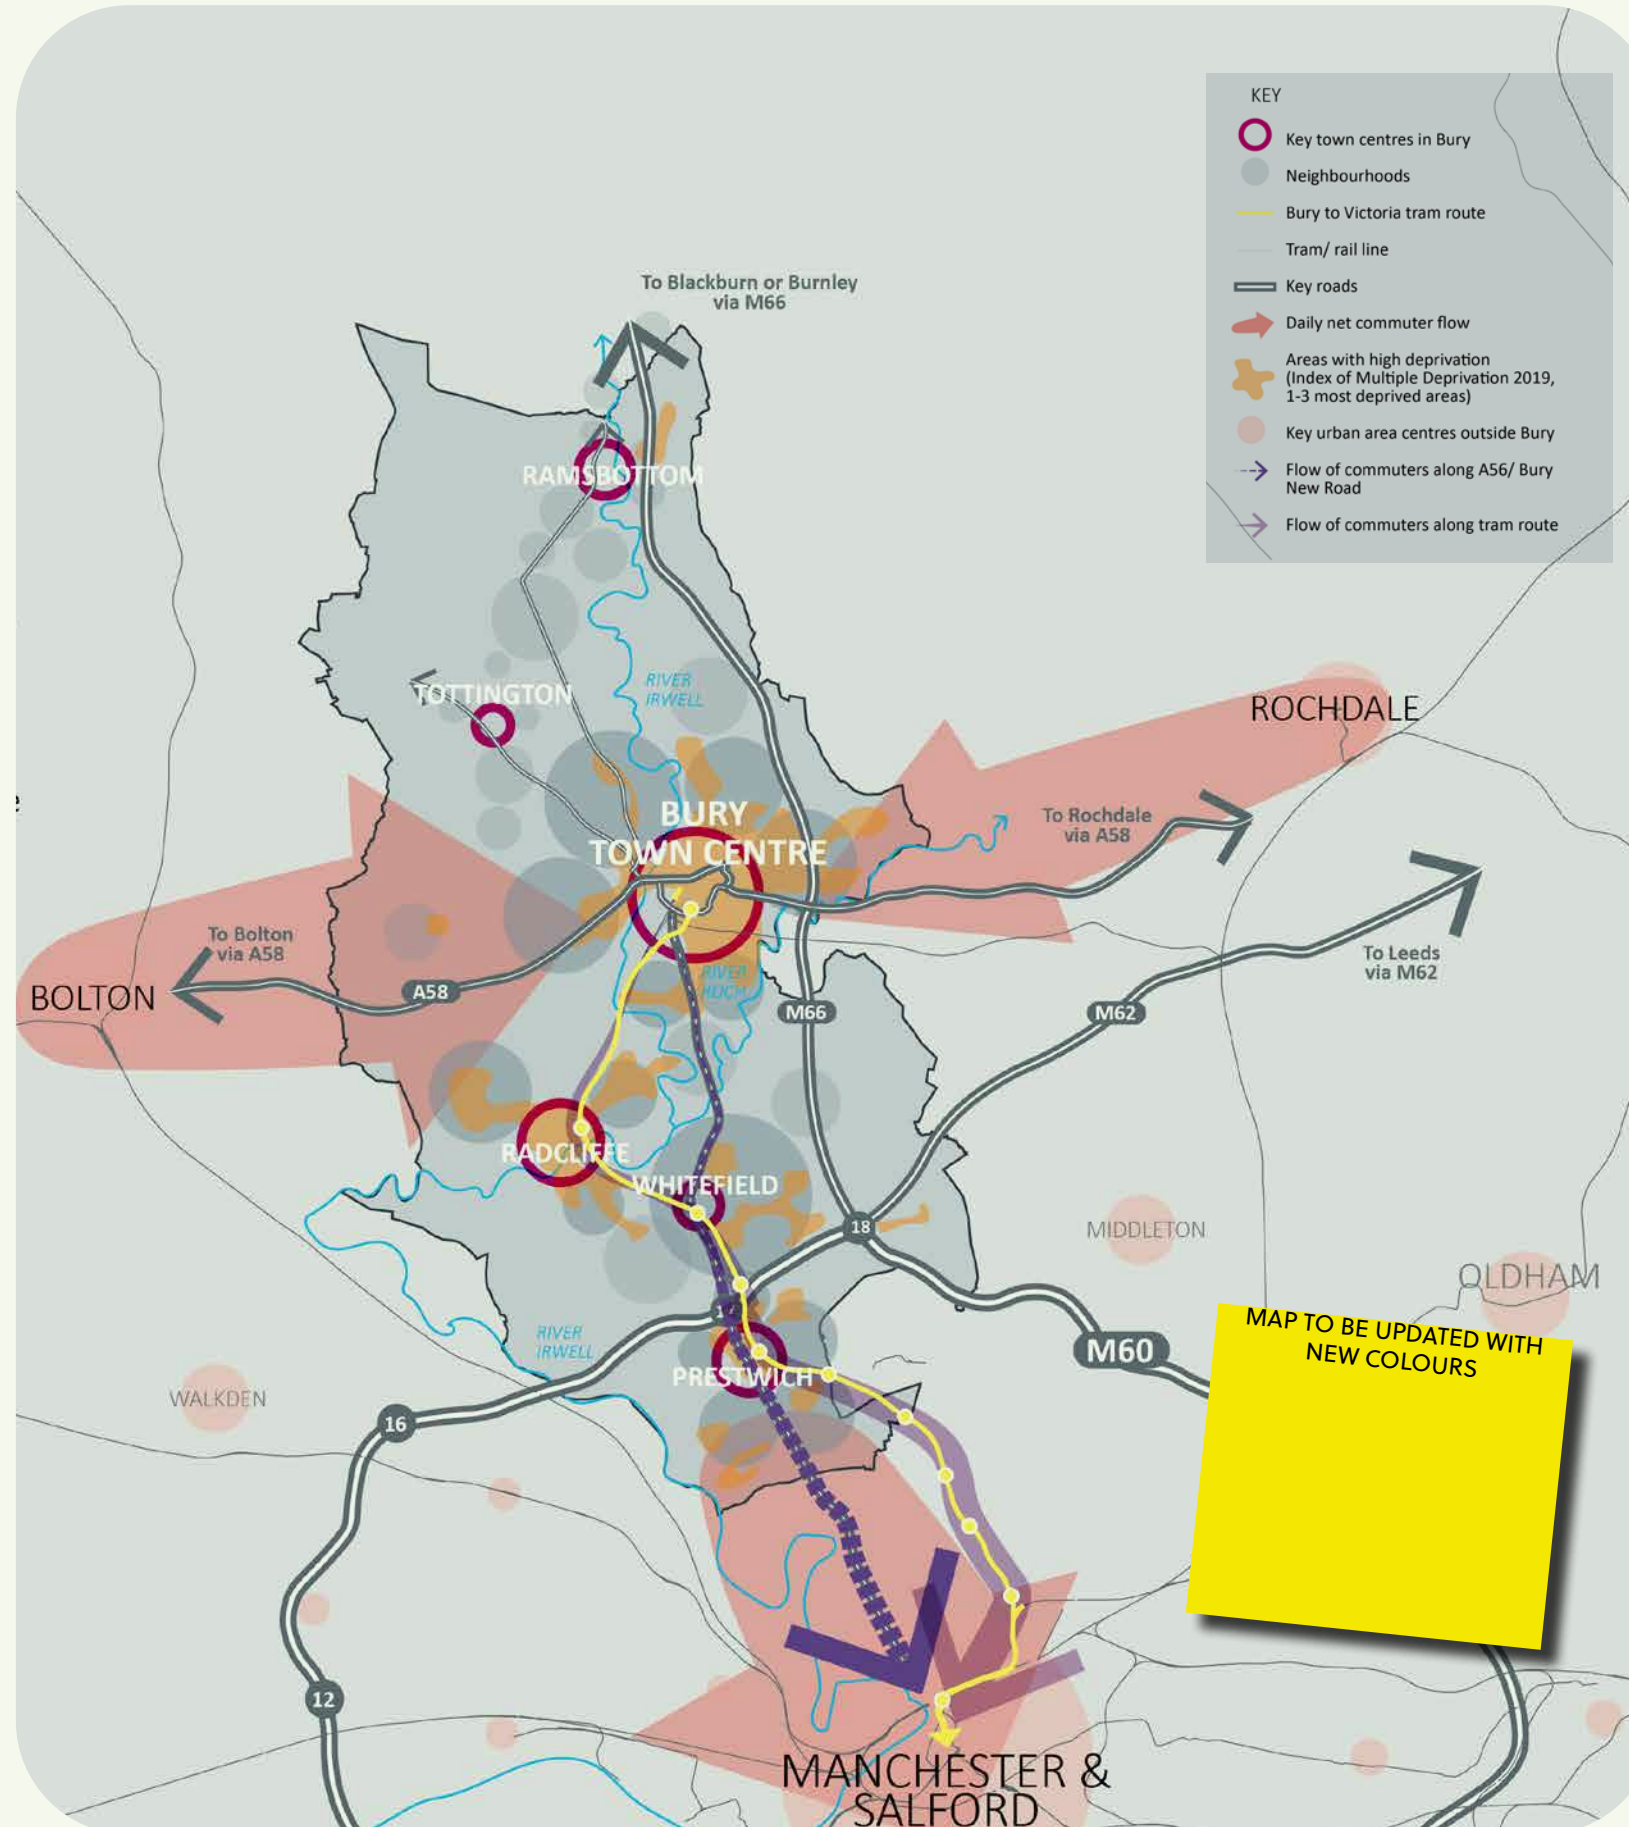 KEY
Key town centres in Bury
Neighbourhoods
Bury to Victoria tram route
Tram/ rail line
Key roads
Daily net commuter flow
Areas with high deprivation
(Index of Multiple Deprivation 2019,
1-3 most deprived areas)
Key urban area centres outside Bury
Flow of commuters along A56/ Bury
New Road
Flow of commuters along tram route
To Blackburn or Burnley
via M66
RAMSBOTTOM
TOTTINGTON
RIVER
IRWELL
ROCHDALE
e
BURY
TOWN CENTRE
To Rochdale
via A58
To Bolton
via A58
BOLTON
A58
RIVER
ROCH
M66
M62
To Leeds
via M62
RADCLIFFE
WHITEFIELD
18
MIDDLETON
OLDHAM
17
RIVER
IRWELL
PRESTWICH
M60
MAP TO BE UPDATED WITH
NEW COLOURS
WALKDEN
16
12
MANCHESTER &
SALFORD